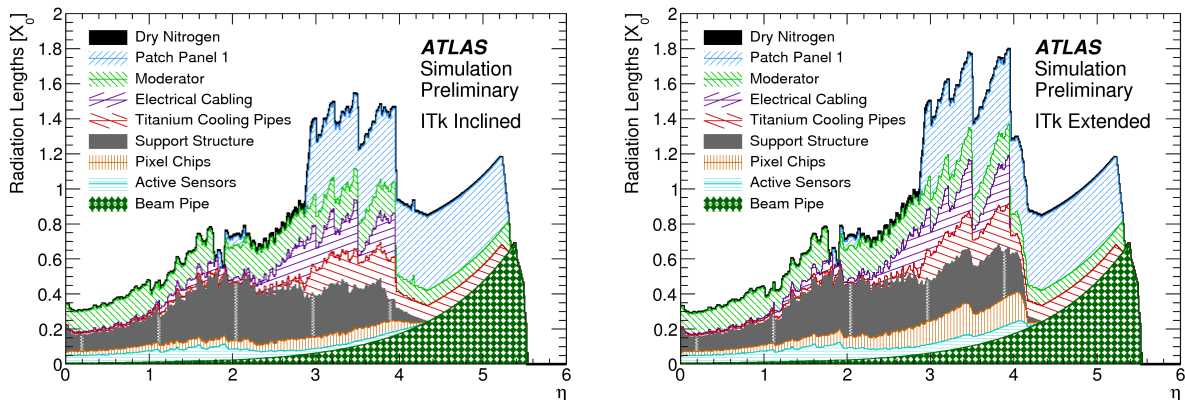 Radiation Lengths [X0]
2
1.8
1.6
1.4
1.2
1
0.8
0.6
0.4
0.2
0
Dry Nitrogen
Patch Panel 1
Moderator
Electrical Cabling
Titanium Cooling Pipes
Support Structure
Pixel Chips
Active Sensors
Beam Pipe
ATLAS
Simulation
Preliminary
ITk Inclined
0 1 2 3 4 5 6
η
Radiation Lengths [X0]
2
1.8
1.6
1.4
1.2
1
0.8
0.6
0.4
0.2
0
Dry Nitrogen
Patch Panel 1
Moderator
Electrical Cabling
Titanium Cooling Pipes
Support Structure
Pixel Chips
Active Sensors
Beam Pipe
ATLAS
Simulation
Preliminary
ITk Extended
0 1 2 3 4 5 6
η